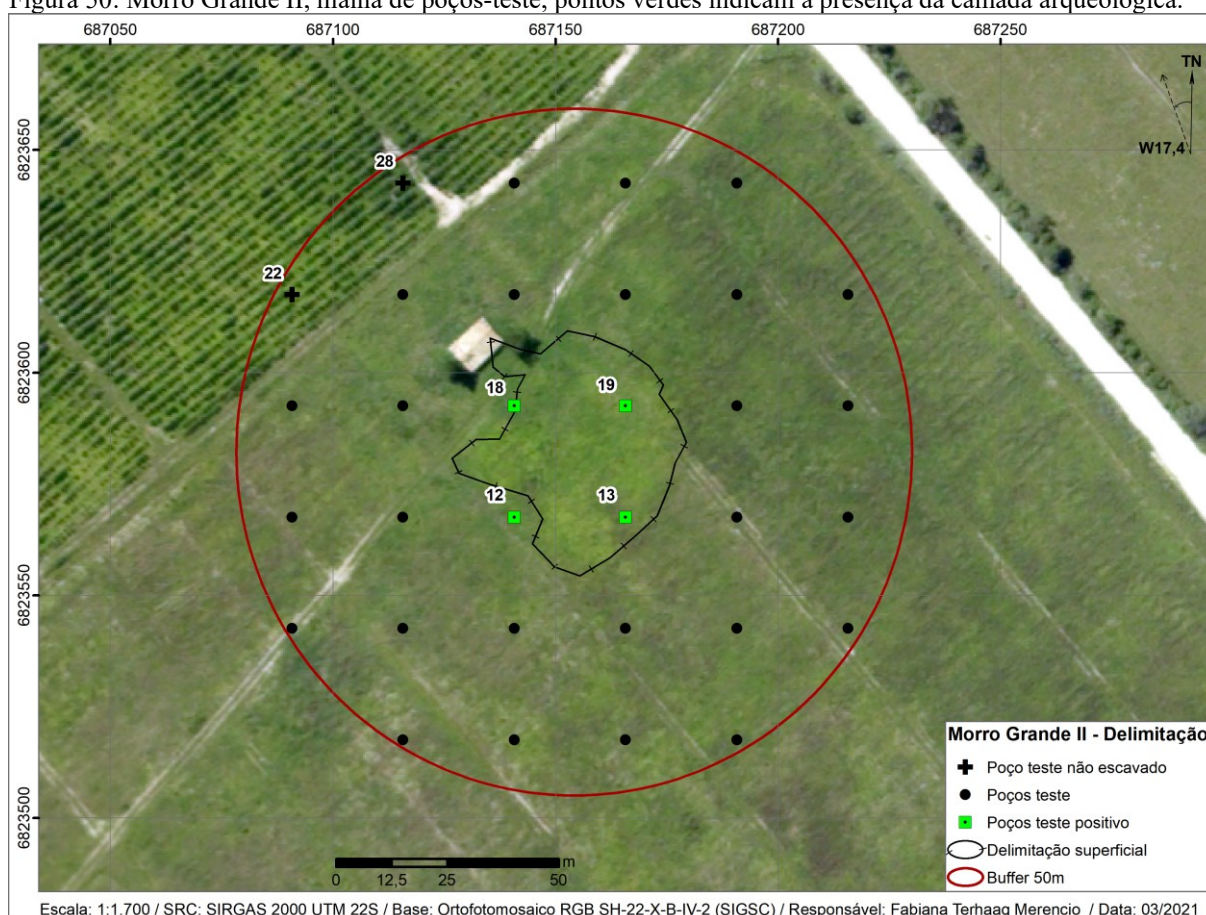 Figura 50: Morro Grande II, malha de poços-teste, pontos verdes indicam a presença da camada arqueológica.
687050 687100 687150 687200 687250
TN
W17,4
6823650
6823600
6823550
6823500
28
22
18 19
12 13
Morro Grande II - Delimitação
Poço teste não escavado
Poços teste
Poços teste positivo
Delimitação superficial
Buffer 50m
m
0 12,5 25 50
Escala: 1:1.700 / SRC: SIRGAS 2000 UTM 22S / Base: Ortofotomosaico RGB SH-22-X-B-IV-2 (SIGSC) / Responsável: Fabiana Terhaag Merencio / Data: 03/2021